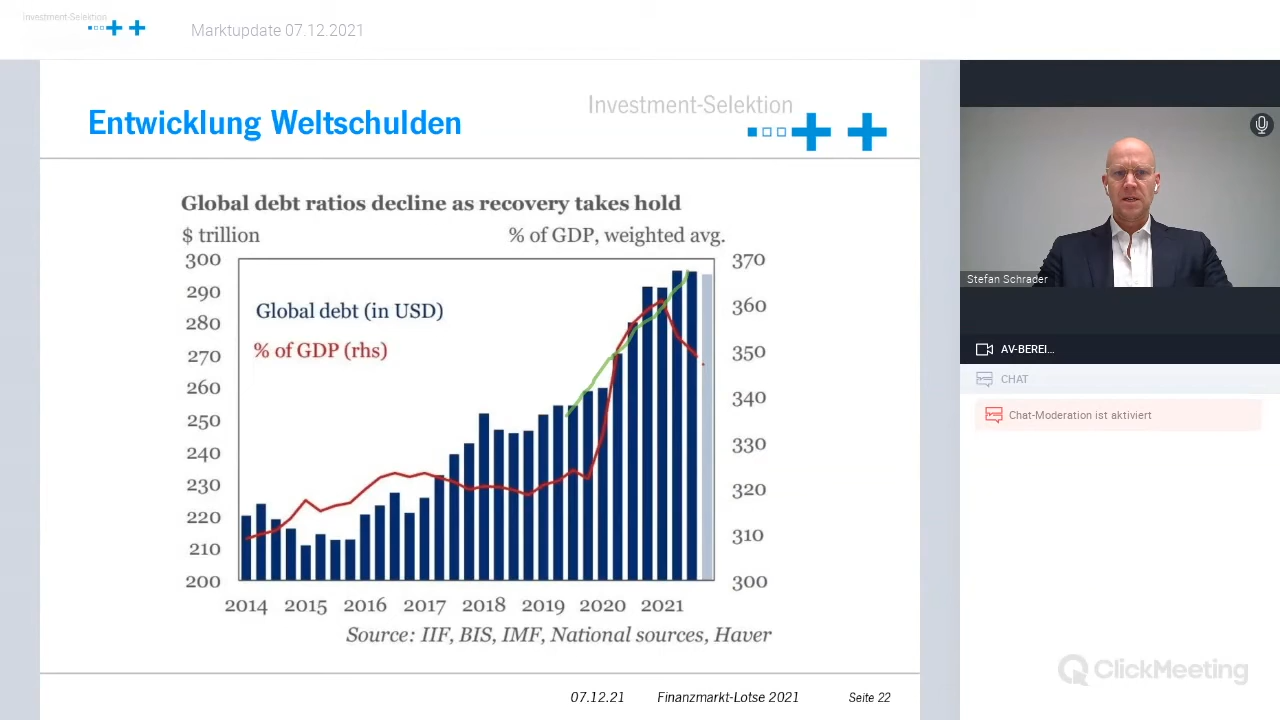 Investment-Selektion
Marktupdate 07.12.2021
Entwicklung Weltschulden
Investment-Selektion
Global debt ratios decline as recovery takes hold
$ trillion
% of GDP, weighted avg.
300
290
280
270
260
250
240
230
220
210
200
Global debt (in USD)
% of GDP (rhs)
370
360
350
340
330
320
310
300
2014 2015 2016 2017 2018 2019 2020 2021
Source: IIF, BIS, IMF, National sources, Haver
07.12.21 Finanzmarkt-Lotse 2021 Seite 22
Stefan Schrader
AV-BEREI...
CHAT
Chat-Moderation ist aktiviert
ClickMeeting